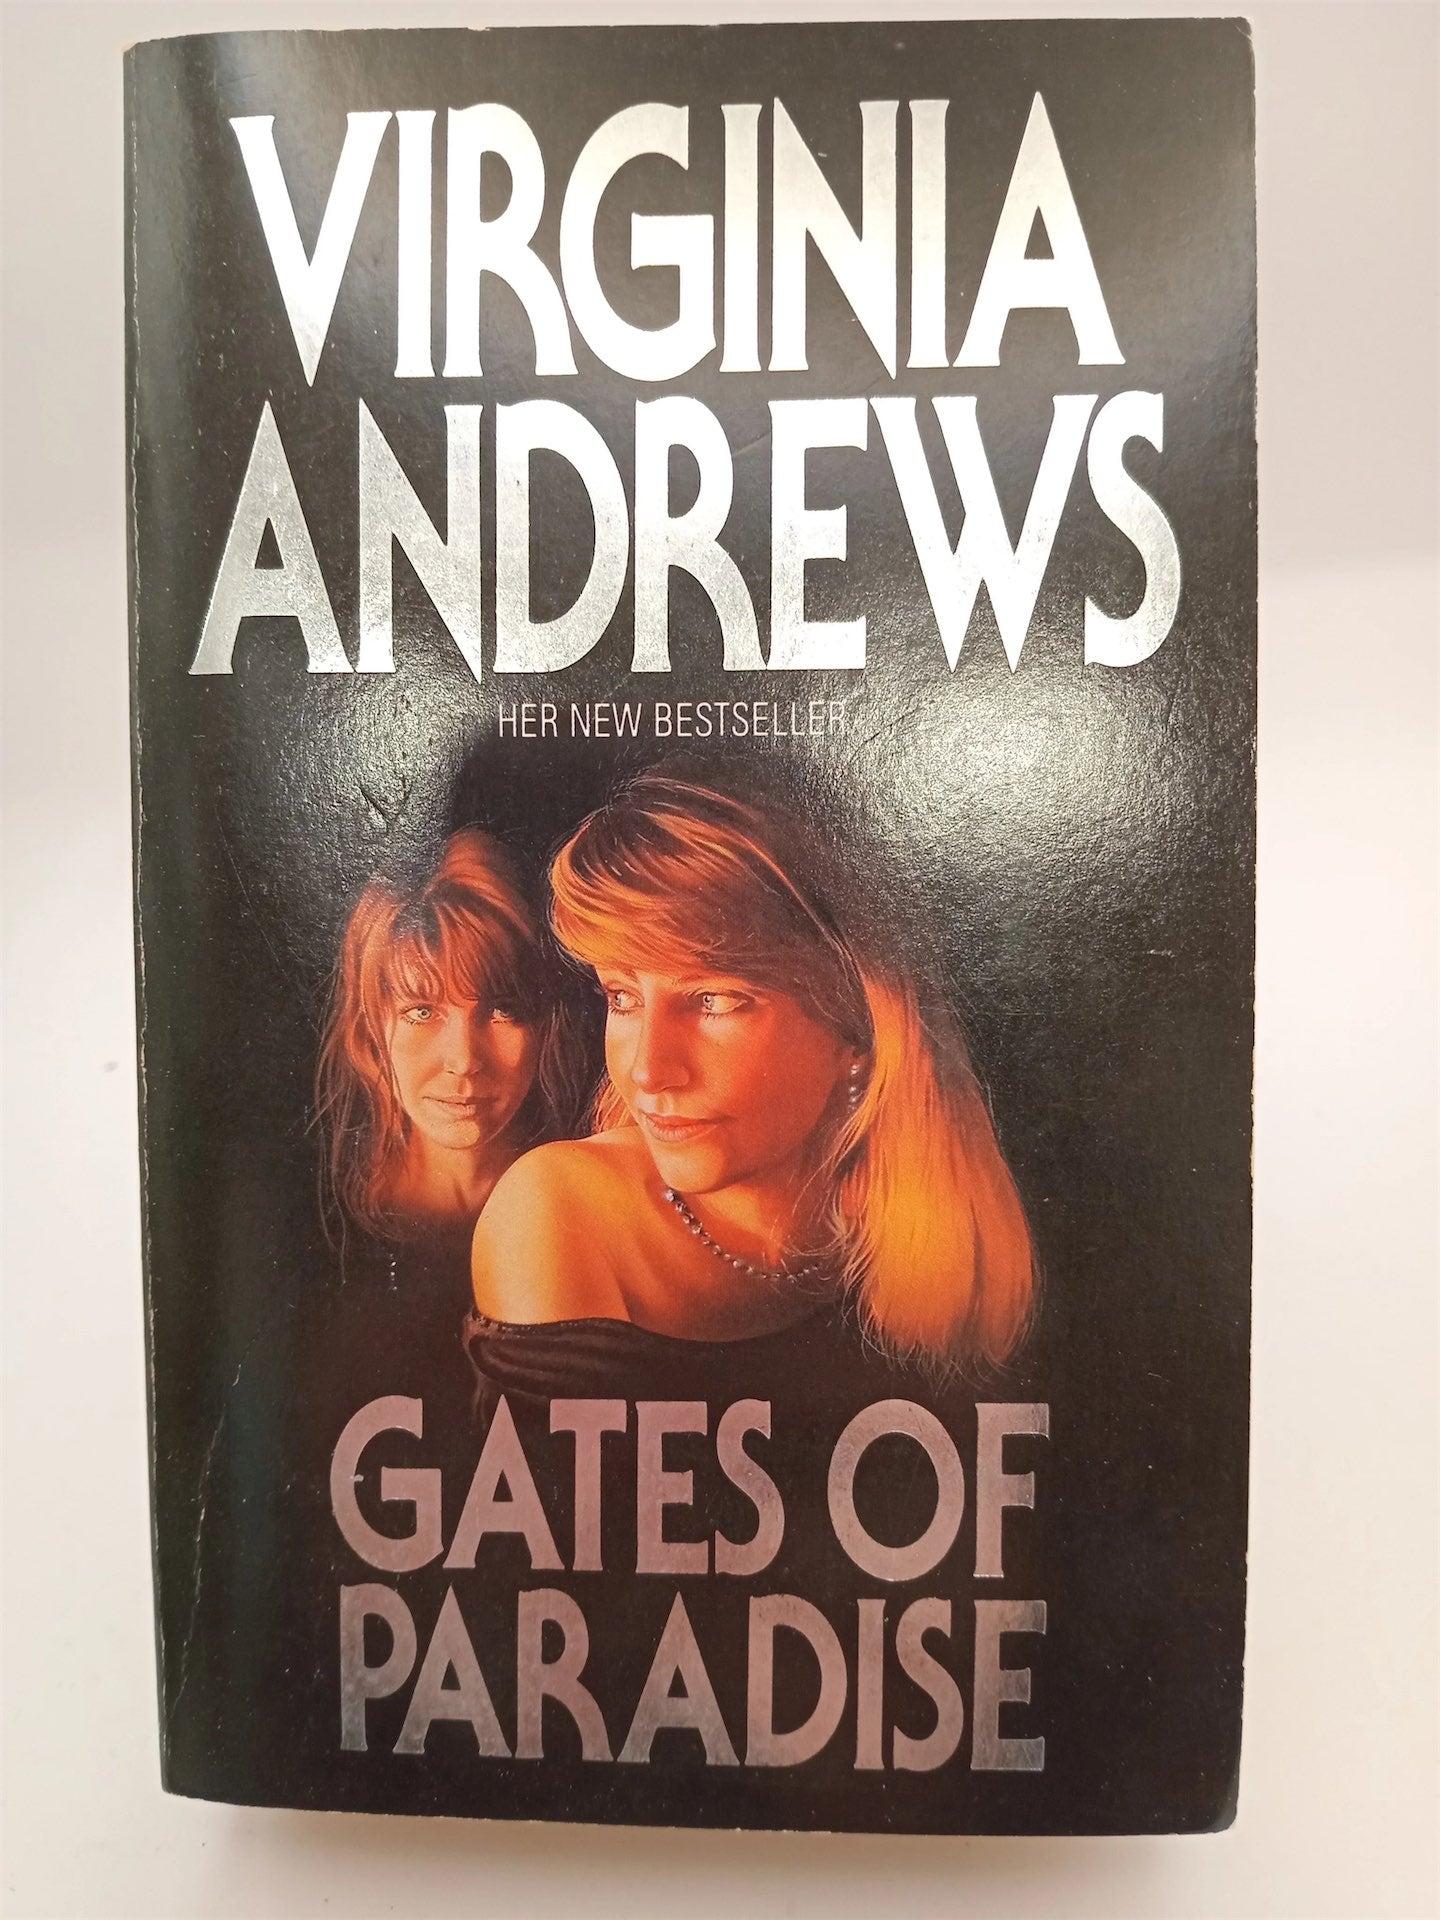 VIRGINIA
ANDREWS
HER NEW BESTSELLER.
GATES OF
PARADISE